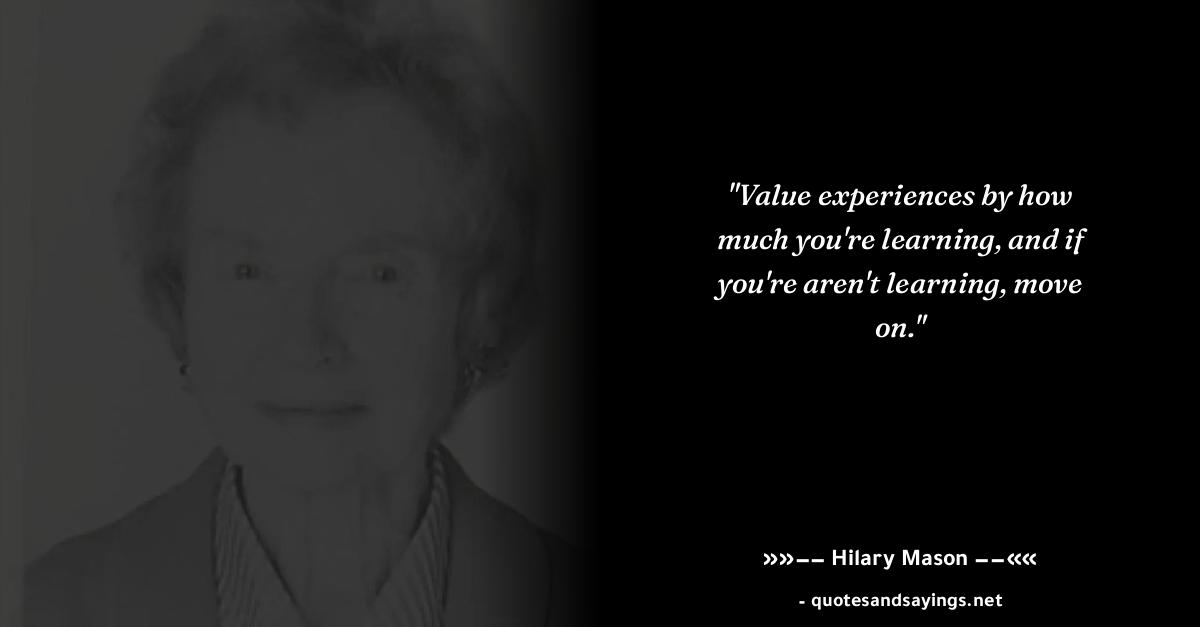 "Value experiences by how
much you're learning, and if
you're aren't learning, move
on."
»»−− Hilary Mason −−««
- quotesandsayings.net